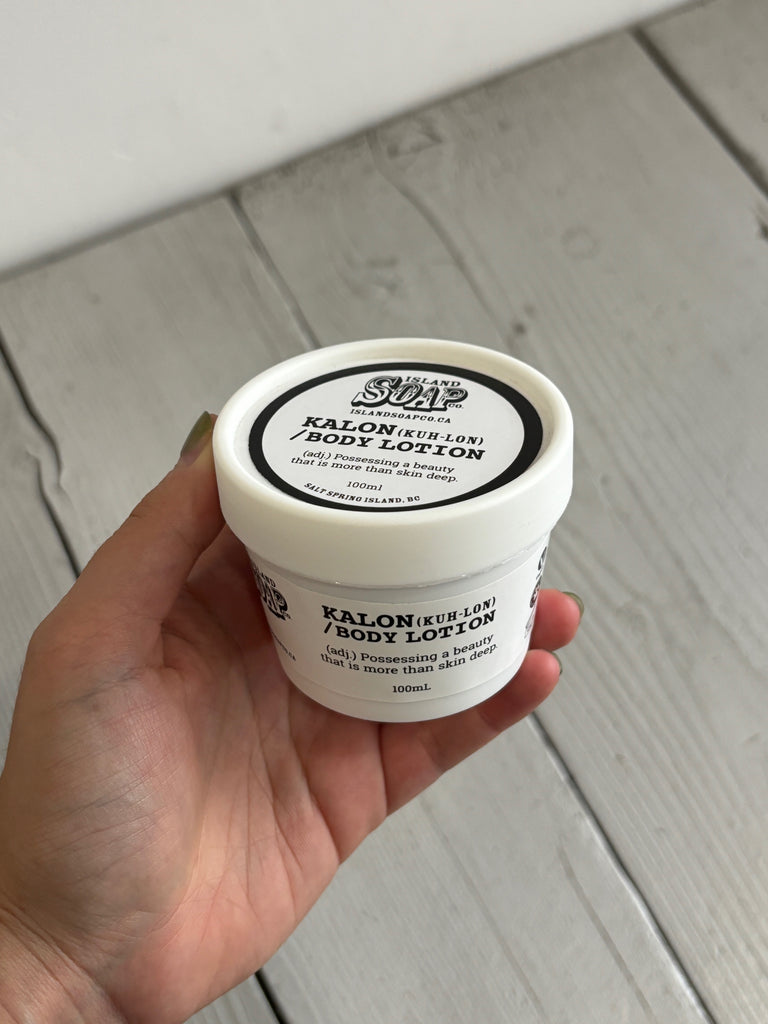 ISLAND
SOAP CO.
ISLANDSOAPCO.CA
KALON (KUH-LON)
/BODY LOTION
(adj.) Possessing a beauty
that is more than skin deep.
100ml
SALT SPRING ISLAND, BC
KALON (KUH-LON)
/BODY LOTION
(adj.) Possessing a beauty
that is more than skin deep.
100mL